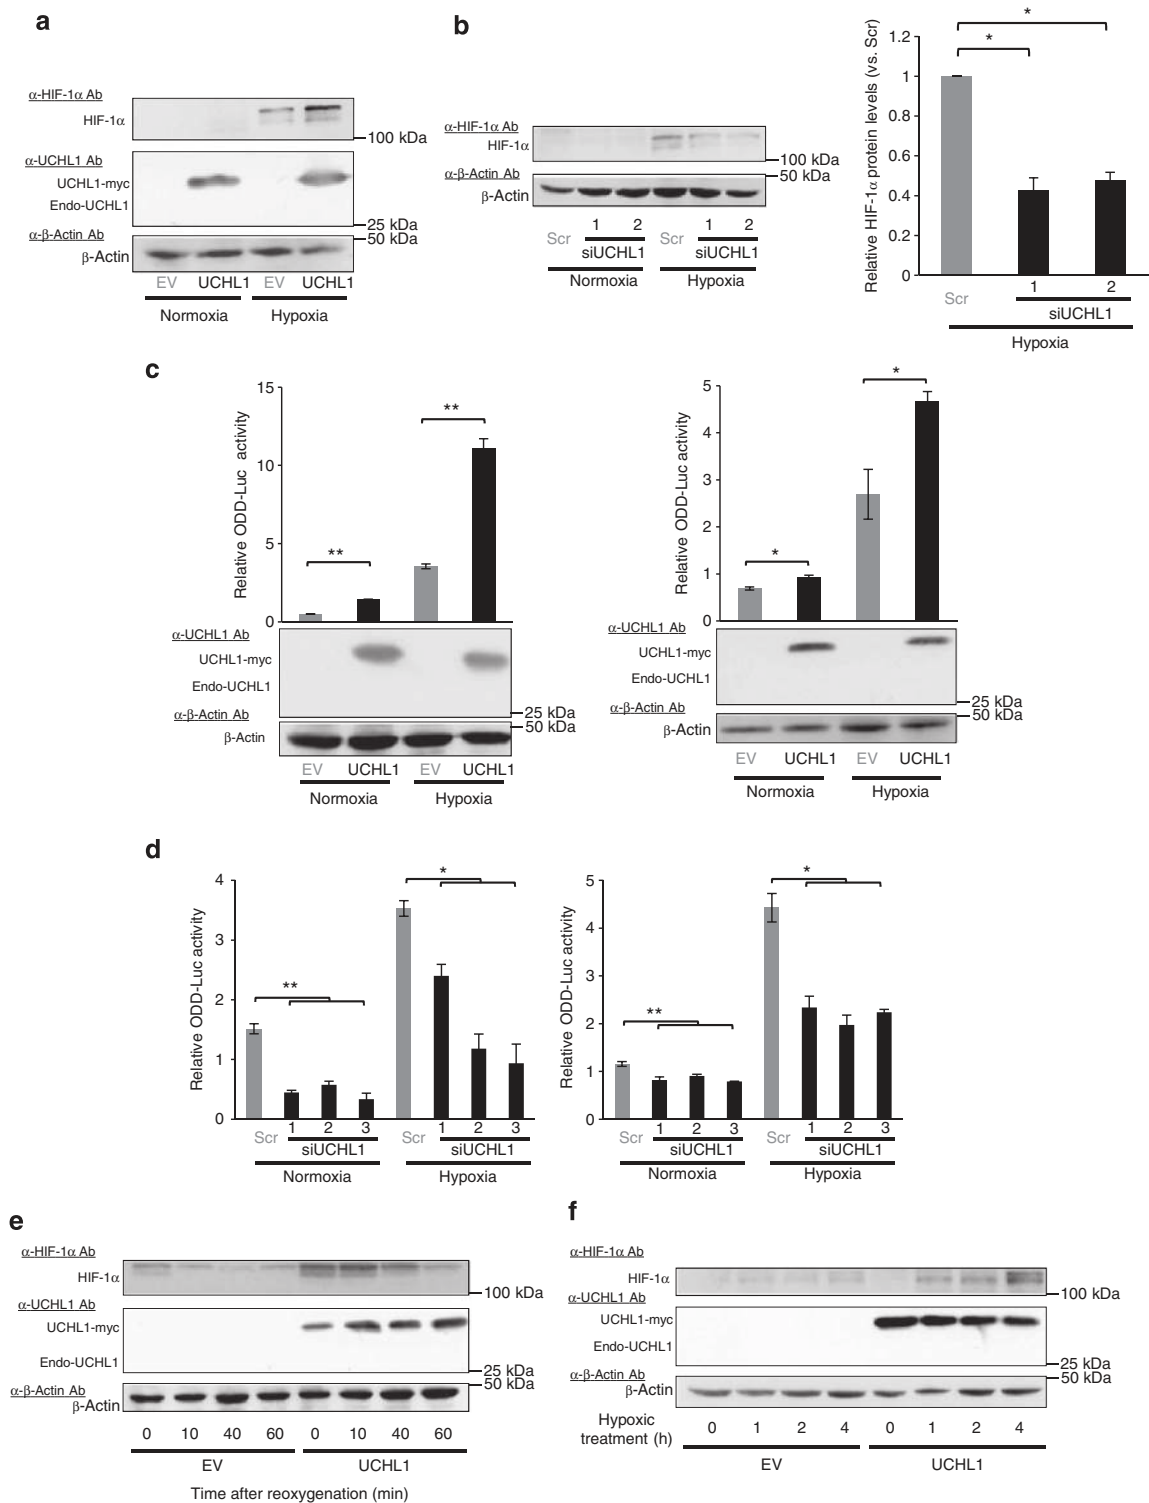 a
α-HIF-1α Ab
HIF-1α
100 kDa
α-UCHL1 Ab
UCHL1-myc
Endo-UCHL1
25 kDa
α-β-Actin Ab
50 kDa
β-Actin
EV UCHL1 EV UCHL1
Normoxia Hypoxia
b
α-HIF-1α Ab
HIF-1α
100 kDa
α-β-Actin Ab
50 kDa
β-Actin
1 2 1 2
Scr Scr
siUCHL1 siUCHL1
Normoxia Hypoxia
Relative HIF-1α protein levels (vs. Scr)
1.2
1
0.8
0.6
0.4
0.2
0
*
*
1 2
Scr
siUCHL1
Hypoxia
c
Relative ODD-Luc activity
15
10
5
0
**
**
α-UCHL1 Ab
UCHL1-myc
Endo-UCHL1
25 kDa
α-β-Actin Ab
50 kDa
β-Actin
EV UCHL1 EV UCHL1
Normoxia Hypoxia
Relative ODD-Luc activity
5
4
3
2
1
0
*
*
α-UCHL1 Ab
UCHL1-myc
Endo-UCHL1
25 kDa
α-β-Actin Ab
50 kDa
β-Actin
EV UCHL1 EV UCHL1
Normoxia Hypoxia
d
Relative ODD-Luc activity
4
3
2
1
0
**
*
1 2 3 1 2 3
Scr Scr
siUCHL1 siUCHL1
Normoxia Hypoxia
Relative ODD-Luc activity
5
4
3
2
1
0
**
*
1 2 3 1 2 3
Scr Scr
siUCHL1 siUCHL1
Normoxia Hypoxia
e
α-HIF-1α Ab
HIF-1α
100 kDa
α-UCHL1 Ab
UCHL1-myc
Endo-UCHL1
25 kDa
α-β-Actin Ab
50 kDa
β-Actin
0 10 40 60 0 10 40 60
EV UCHL1
Time after reoxygenation (min)
f
α-HIF-1α Ab
HIF-1α
100 kDa
α-UCHL1 Ab
UCHL1-myc
Endo-UCHL1
25 kDa
α-β-Actin Ab
50 kDa
β-Actin
Hypoxic
treatment (h)
0 1 2 4 0 1 2 4
EV UCHL1